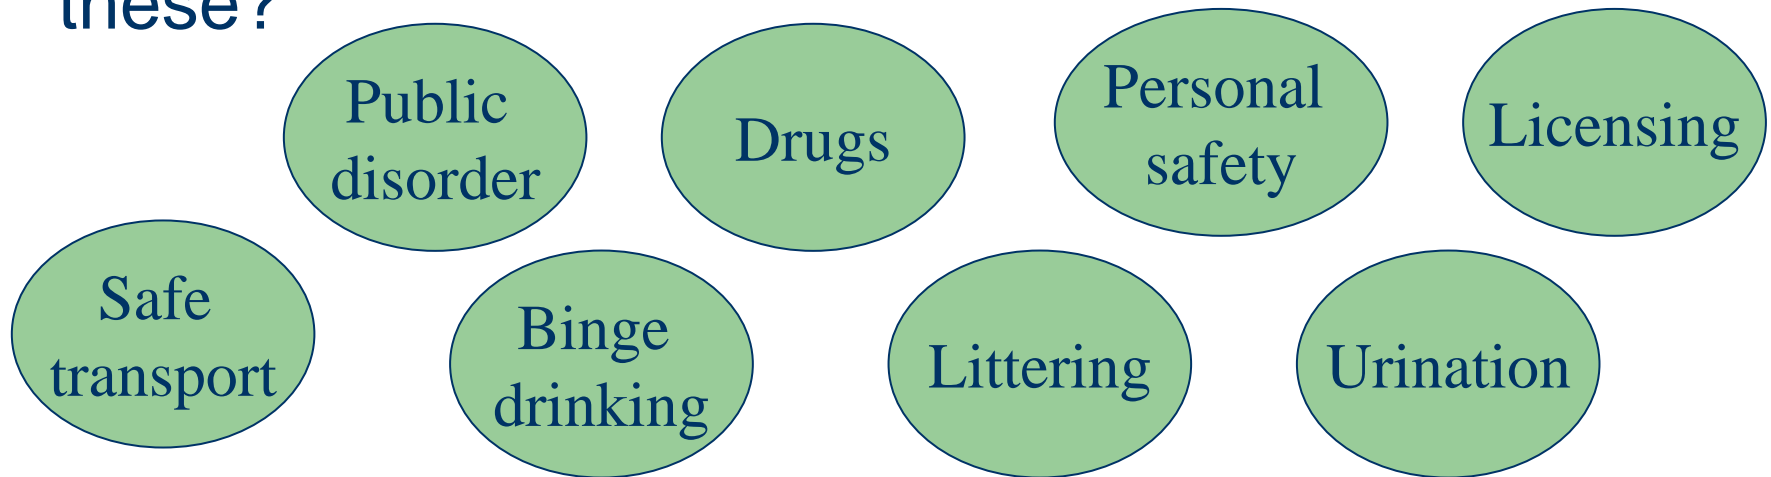 these?
Public
disorder
Drugs
Personal
safety
Licensing
Safe
transport
Binge
drinking
Littering
Urination